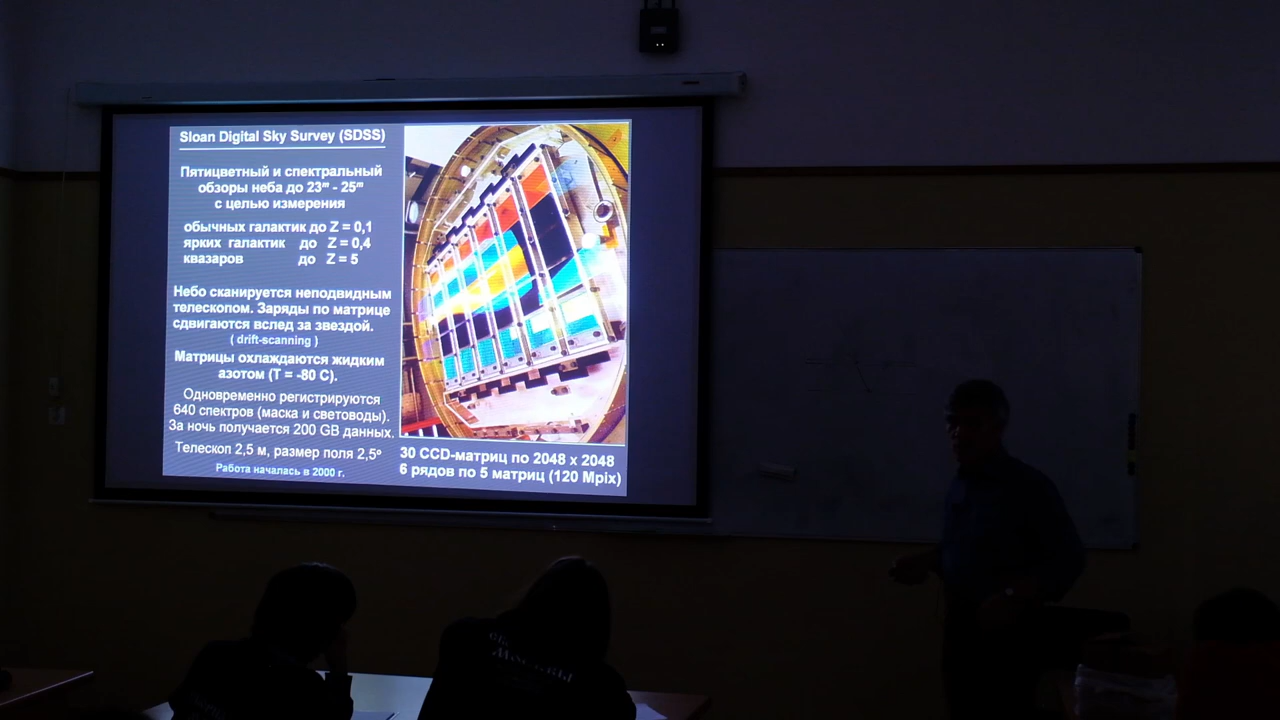 Sloan Digital Sky Survey (SDSS)
Пятицветный и спектральный
обзоры неба до 23ᵐ - 25ᵐ
с целью измерения
обычных галактик до Z = 0,1
ярких галактик до Z = 0,4
квазаров до Z = 5
Небо сканируется неподвидным
телескопом. Заряды по матрице
сдвигаются вслед за звездой.
( drift-scanning )
Матрицы охлаждаются жидким
азотом (T = -80 C).
Одновременно регистрируются
640 спектров (маска и световоды).
За ночь получается 200 GB данных.
Телескоп 2,5 м, размер поля 2,5º
Работа началась в 2000 г.
30 CCD-матриц по 2048 x 2048
6 рядов по 5 матриц (120 Mpix)